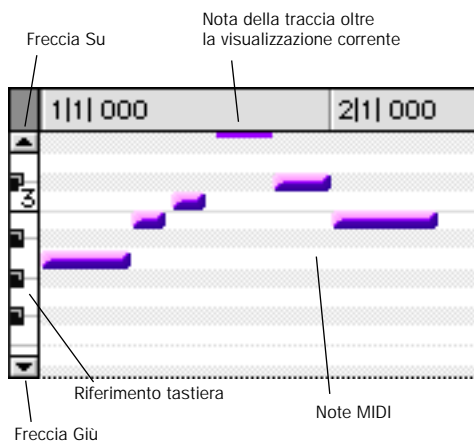 Nota della traccia oltre
la visualizzazione corrente
Freccia Su
1|1| 000
2|1| 000
3
Riferimento tastiera
Note MIDI
Freccia Giù